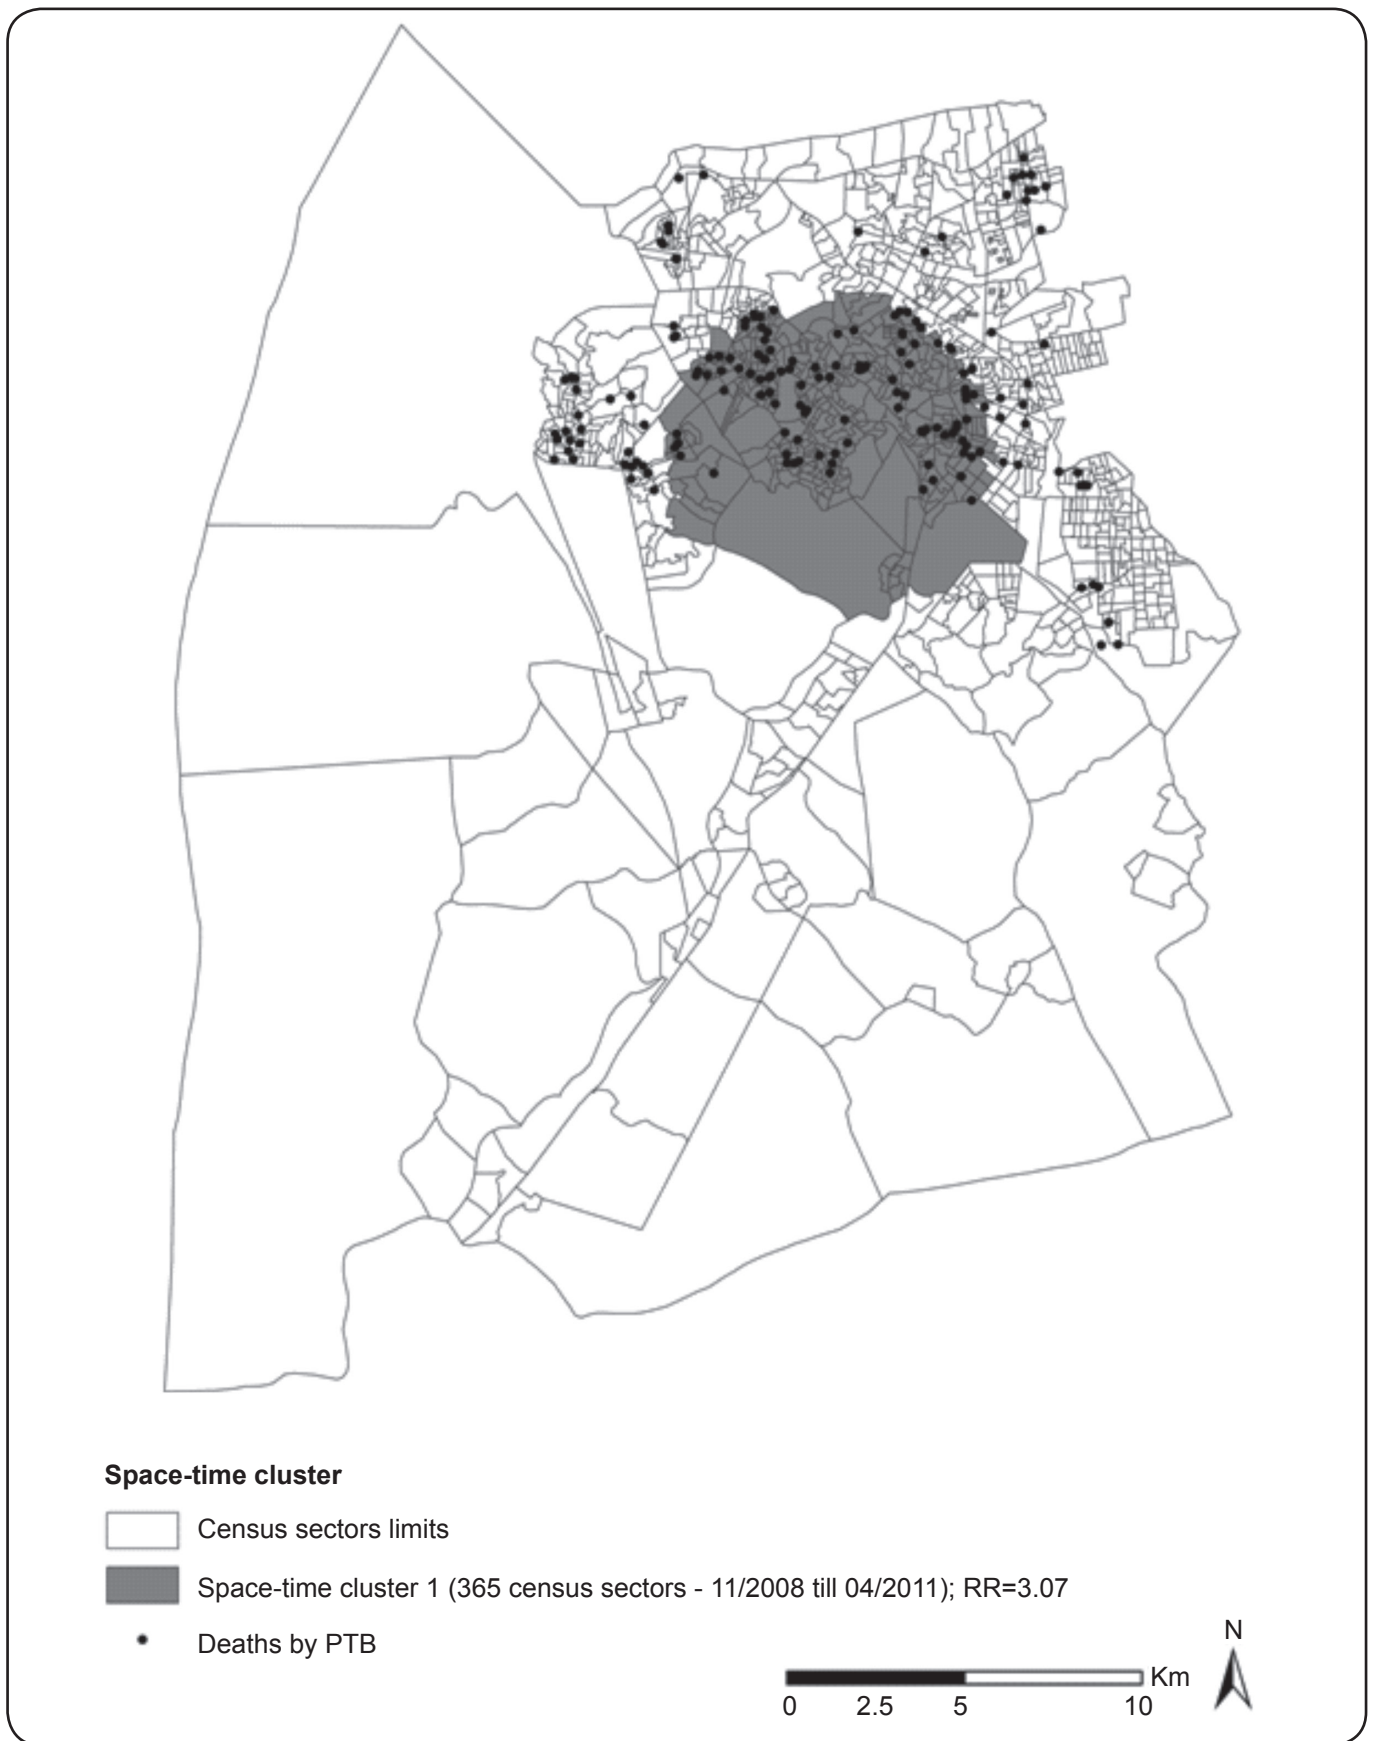 Space-time cluster
Census sectors limits
Space-time cluster 1 (365 census sectors - 11/2008 till 04/2011); RR=3.07
Deaths by PTB
N
Km
0 2.5 5 10